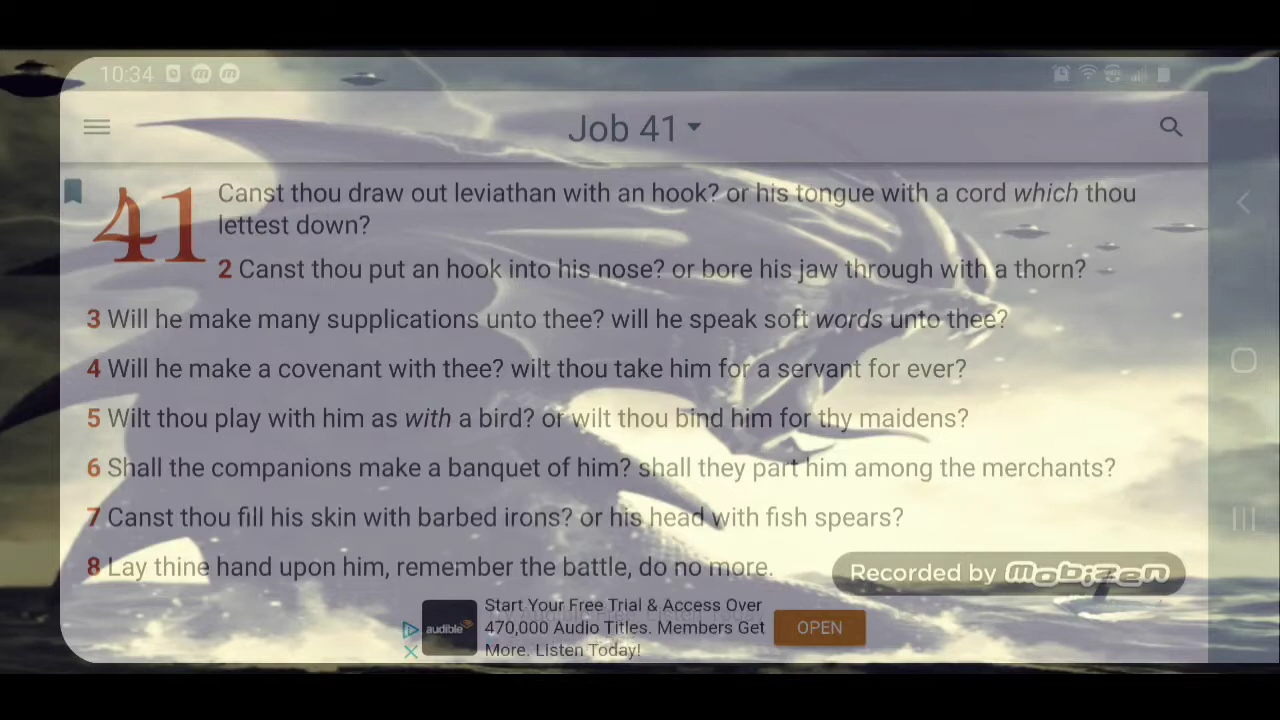 10:34
Job 41
41 Canst thou draw out leviathan with an hook? or his tongue with a cord which thou
lettest down?
2 Canst thou put an hook into his nose? or bore his jaw through with a thorn?
3 Will he make many supplications unto thee? will he speak soft words unto thee?
4 Will he make a covenant with thee? wilt thou take him for a servant for ever?
5 Wilt thou play with him as with a bird? or wilt thou bind him for thy maidens?
6 Shall the companions make a banquet of him? shall they part him among the merchants?
7 Canst thou fill his skin with barbed irons? or his head with fish spears?
8 Lay thine hand upon him, remember the battle, do no more.
Recorded by mobizen
audible
Start Your Free Trial & Access Over
470,000 Audio Titles. Members Get
More. Listen Today!
OPEN